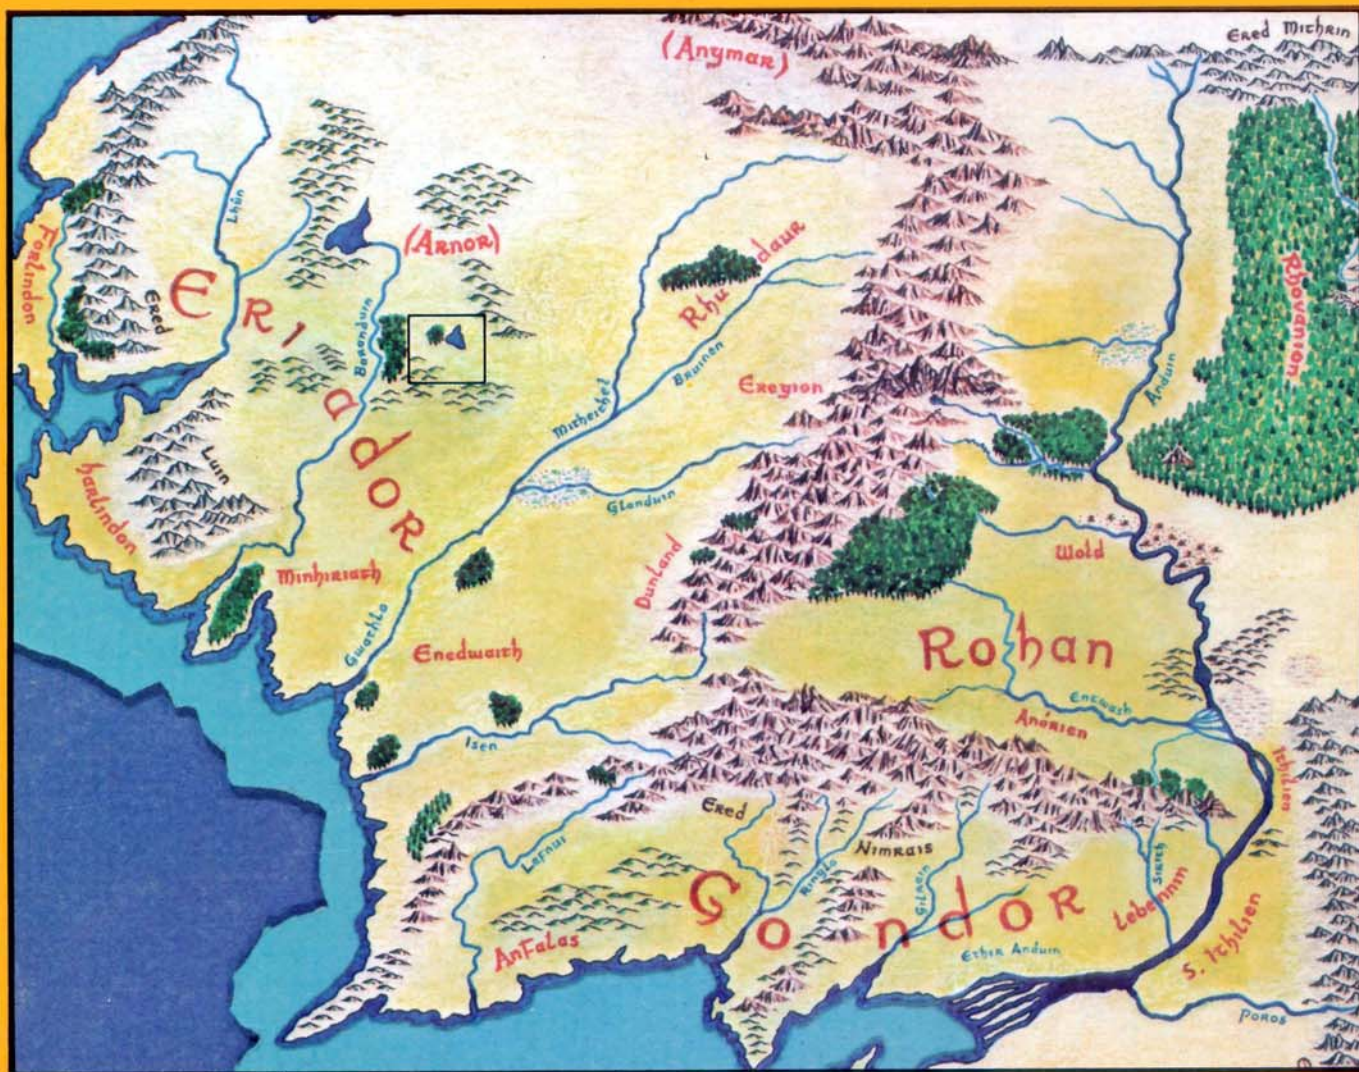 Ered Mithrin
(Angmar)
Lhûn
Forlindon
(Arnor)
Rhudaur
Eriador
Ered
Baranduin
Rhovanion
Bruinen
Anduin
Eregion
Mitheithel
Luin
Harlindon
Glanduin
Wold
Dunland
Minhiriath
Gwathlo
Enedwaith
Rohan
Entwash
Anórien
Isen
Ithilien
Ered
Nimrais
Lefnui
Ringlo
Gilrain
Sirith
Gondor
Lebennin
Anfalas
Ethir Anduin
S. Ithilien
Poros